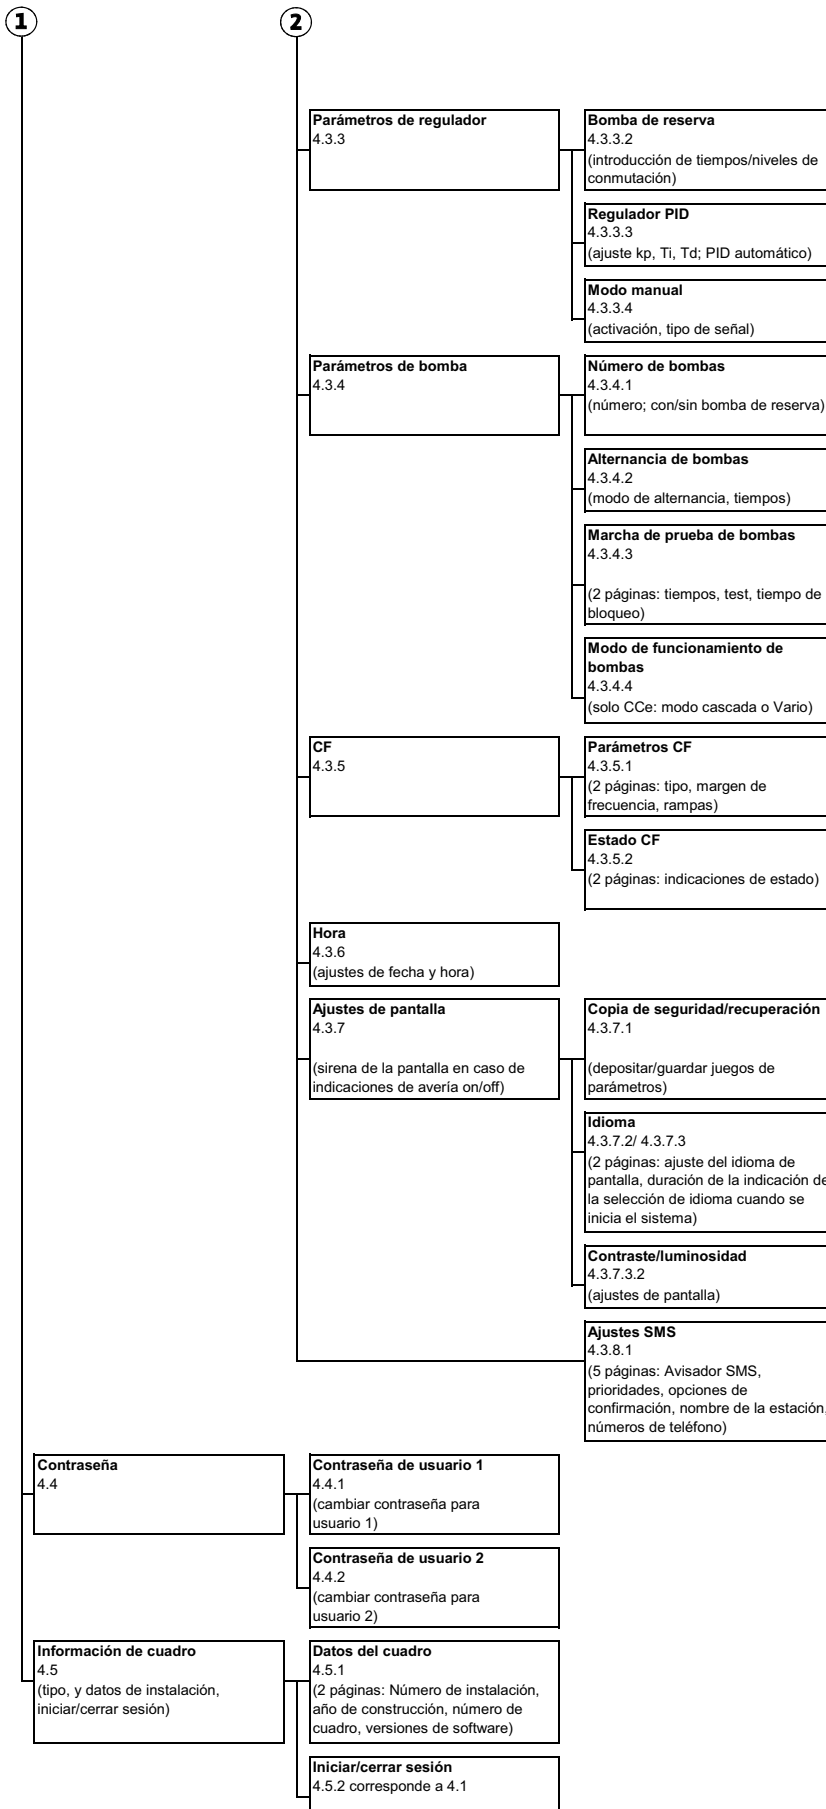 1
2
Parámetros de regulador
4.3.3
Bomba de reserva
4.3.3.2
(introducción de tiempos/niveles de
conmutación)
Regulador PID
4.3.3.3
(ajuste kp, Ti, Td; PID automático)
Modo manual
4.3.3.4
(activación, tipo de señal)
Parámetros de bomba
4.3.4
Número de bombas
4.3.4.1
(número; con/sin bomba de reserva)
Alternancia de bombas
4.3.4.2
(modo de alternancia, tiempos)
Marcha de prueba de bombas
4.3.4.3
(2 páginas: tiempos, test, tiempo de
bloqueo)
Modo de funcionamiento de
bombas
4.3.4.4
(solo CCe: modo cascada o Vario)
CF
4.3.5
Parámetros CF
4.3.5.1
(2 páginas: tipo, margen de
frecuencia, rampas)
Estado CF
4.3.5.2
(2 páginas: indicaciones de estado)
Hora
4.3.6
(ajustes de fecha y hora)
Ajustes de pantalla
4.3.7
(sirena de la pantalla en caso de
indicaciones de avería on/off)
Copia de seguridad/recuperación
4.3.7.1
(depositar/guardar juegos de
parámetros)
Idioma
4.3.7.2/ 4.3.7.3
(2 páginas: ajuste del idioma de
pantalla, duración de la indicación de
la selección de idioma cuando se
inicia el sistema)
Contraste/luminosidad
4.3.7.3.2
(ajustes de pantalla)
Ajustes SMS
4.3.8.1
(5 páginas: Avisador SMS,
prioridades, opciones de
confirmación, nombre de la estación,
números de teléfono)
Contraseña
4.4
Contraseña de usuario 1
4.4.1
(cambiar contraseña para
usuario 1)
Contraseña de usuario 2
4.4.2
(cambiar contraseña para
usuario 2)
Información de cuadro
4.5
(tipo, y datos de instalación,
iniciar/cerrar sesión)
Datos del cuadro
4.5.1
(2 páginas: Número de instalación,
año de construcción, número de
cuadro, versiones de software)
Iniciar/cerrar sesión
4.5.2 corresponde a 4.1